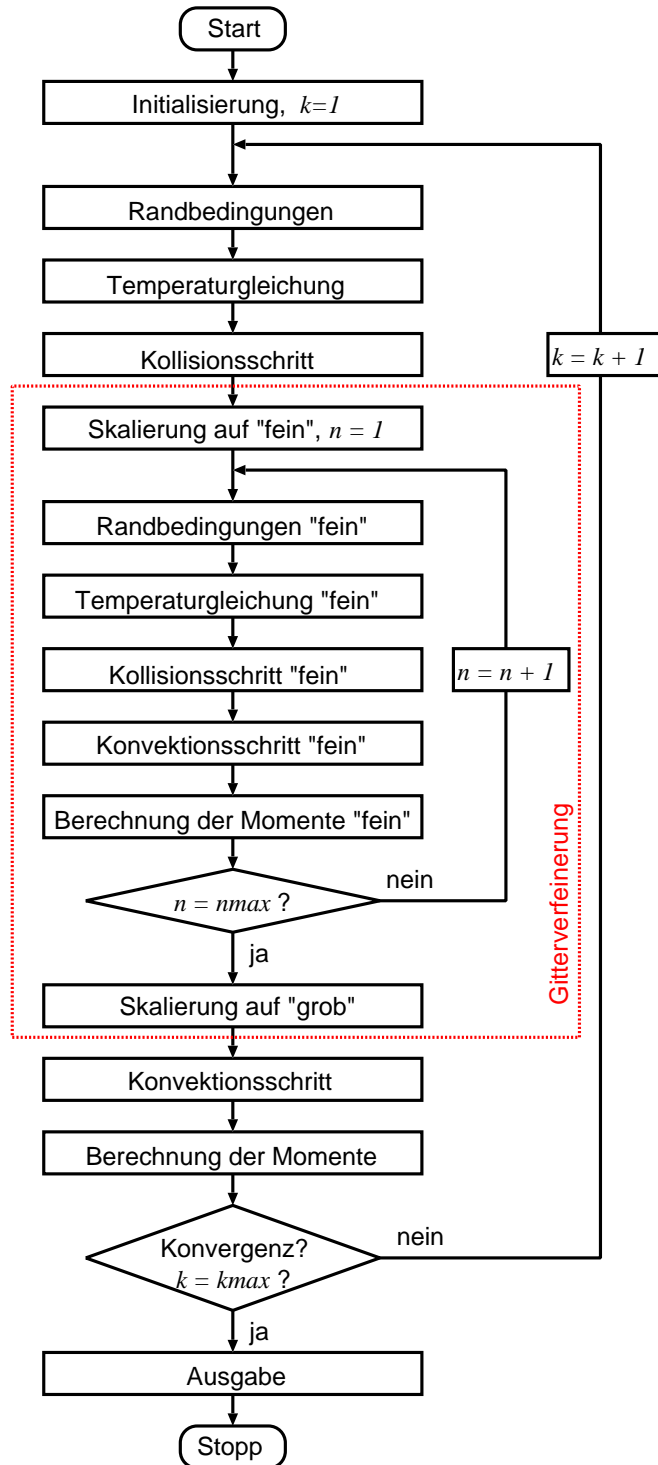 Start
Initialisierung, k=1
Randbedingungen
Temperaturgleichung
Kollisionsschritt
k = k + 1
Skalierung auf "fein", n = 1
Randbedingungen "fein"
Temperaturgleichung "fein"
Kollisionsschritt "fein"
n = n + 1
Konvektionsschritt "fein"
Berechnung der Momente "fein"
n = nmax ?
nein
ja
Skalierung auf "grob"
Gitterverfeinerung
Konvektionsschritt
Berechnung der Momente
Konvergenz?
k = kmax ?
nein
ja
Ausgabe
Stopp